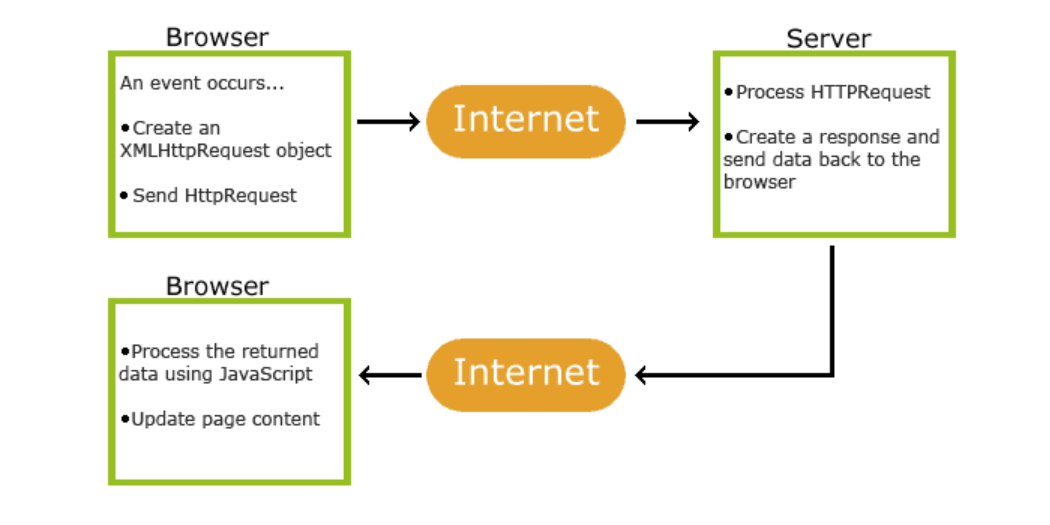 Browser
An event occurs...
•Create an
XMLHttpRequest object
•Send HttpRequest
Internet
Server
•Process HTTPRequest
•Create a response and
send data back to the
browser
Browser
•Process the returned
data using JavaScript
•Update page content
Internet